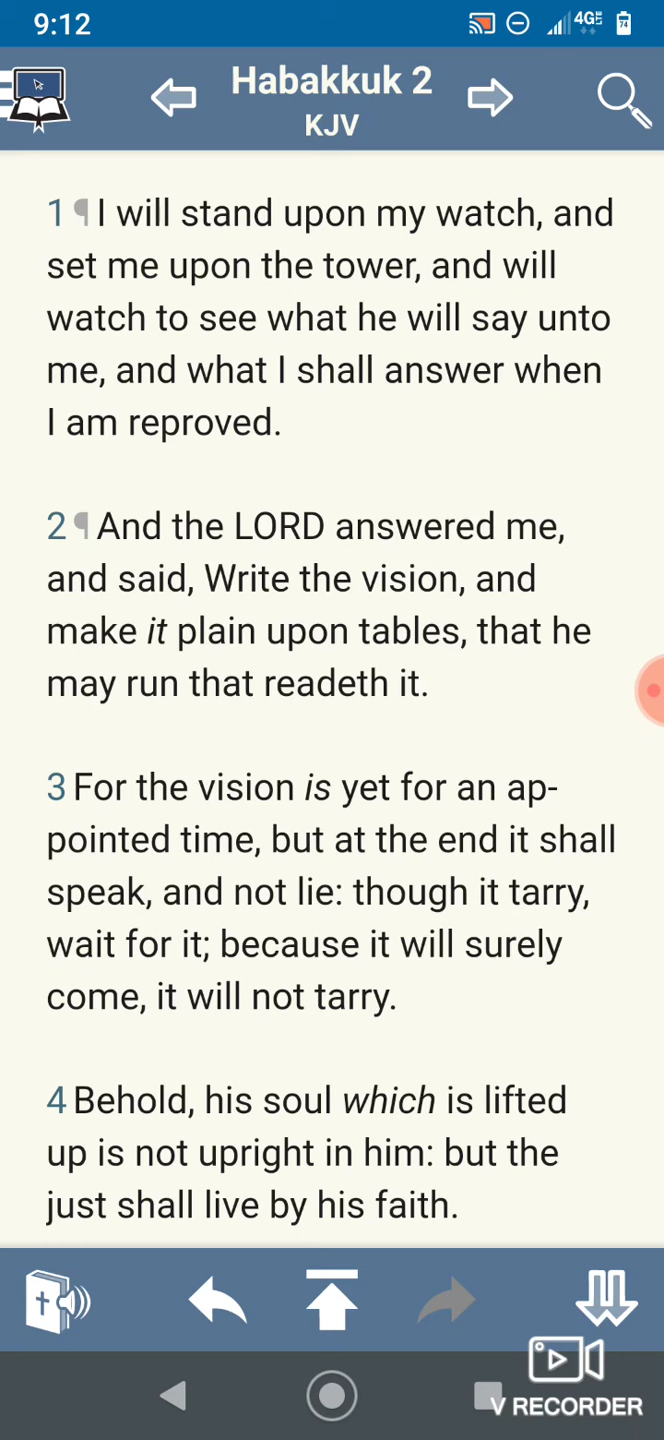 9:12
4G
74
Habakkuk 2
KJV
1 ¶ I will stand upon my watch, and
set me upon the tower, and will
watch to see what he will say unto
me, and what I shall answer when
I am reproved.
2 ¶ And the LORD answered me,
and said, Write the vision, and
make it plain upon tables, that he
may run that readeth it.
3 For the vision is yet for an ap-
pointed time, but at the end it shall
speak, and not lie: though it tarry,
wait for it; because it will surely
come, it will not tarry.
4 Behold, his soul which is lifted
up is not upright in him: but the
just shall live by his faith.
V RECORDER